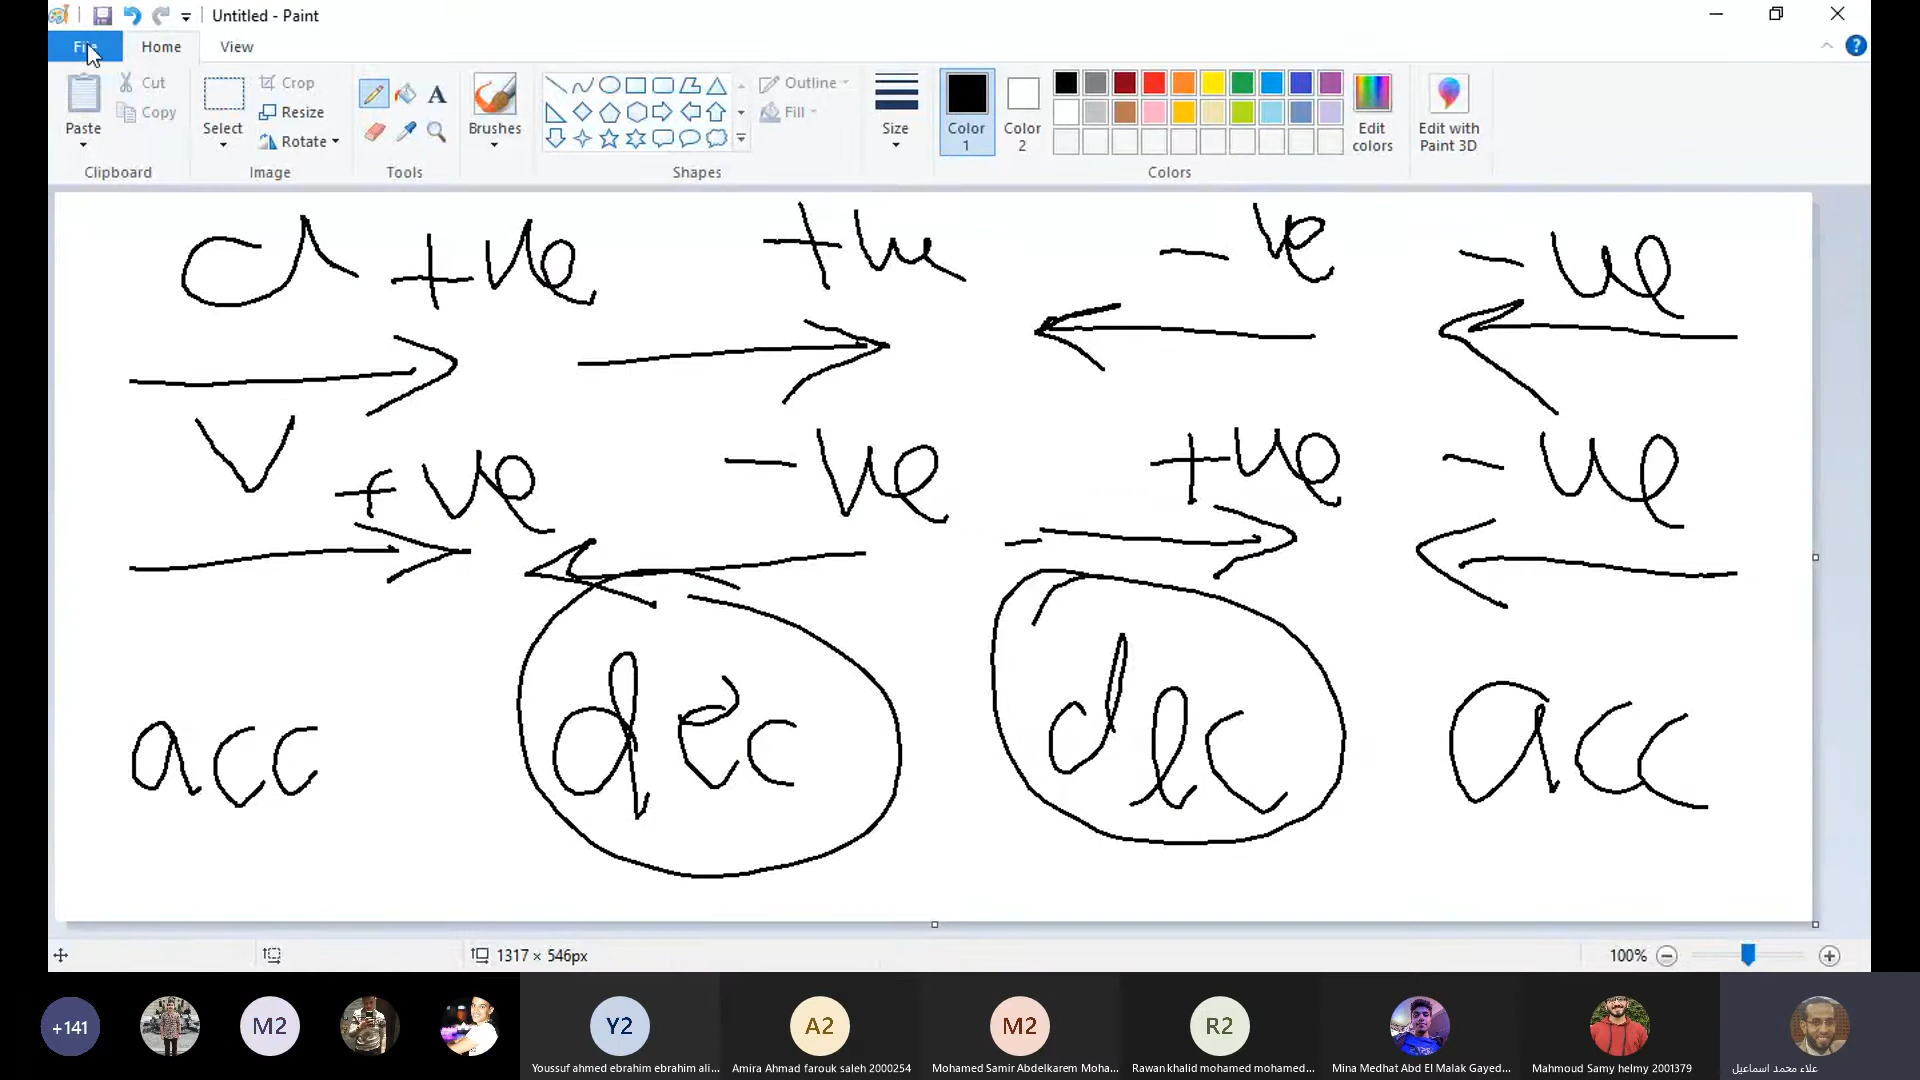 Untitled - Paint
File Home View
Paste
Cut
Copy
Clipboard
Select
Crop
Resize
Rotate
Image
A
Tools
Brushes
Shapes
Outline
Fill
Size
Color 1
Color 2
Edit colors
Colors
Edit with Paint 3D
a +ve +ve -ve -ve
V +ve -ve +ve -ve
acc dec dec acc
1317 × 546px
100%
+141 M2 Y2 A2 M2 R2
Youssuf ahmed ebrahim ebrahim ali...
Amira Ahmad farouk saleh 2000254
Mohamed Samir Abdelkarem Moha...
Rawan khalid mohamed mohamed...
Mina Medhat Abd El Malak Gayed...
Mahmoud Samy helmy 2001379
علاء محمد اسماعيل